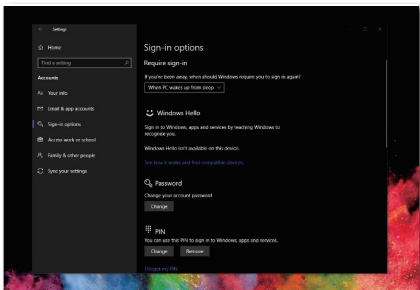 Settings
Home
Find a setting
Accounts
Your info
Email & app accounts
Sign-in options
Access work or school
Family & other people
Sync your settings
Sign-in options
Require sign-in
If you've been away, when should Windows require you to sign in again?
When PC wakes up from sleep
Windows Hello
Sign in to Windows, apps and services by teaching Windows to
recognise you.
Windows Hello isn't available on this device.
See how it works and find compatible devices.
Password
Change your account password
Change
PIN
You can use this PIN to sign in to Windows, apps and services.
Change Remove
I forgot my PIN